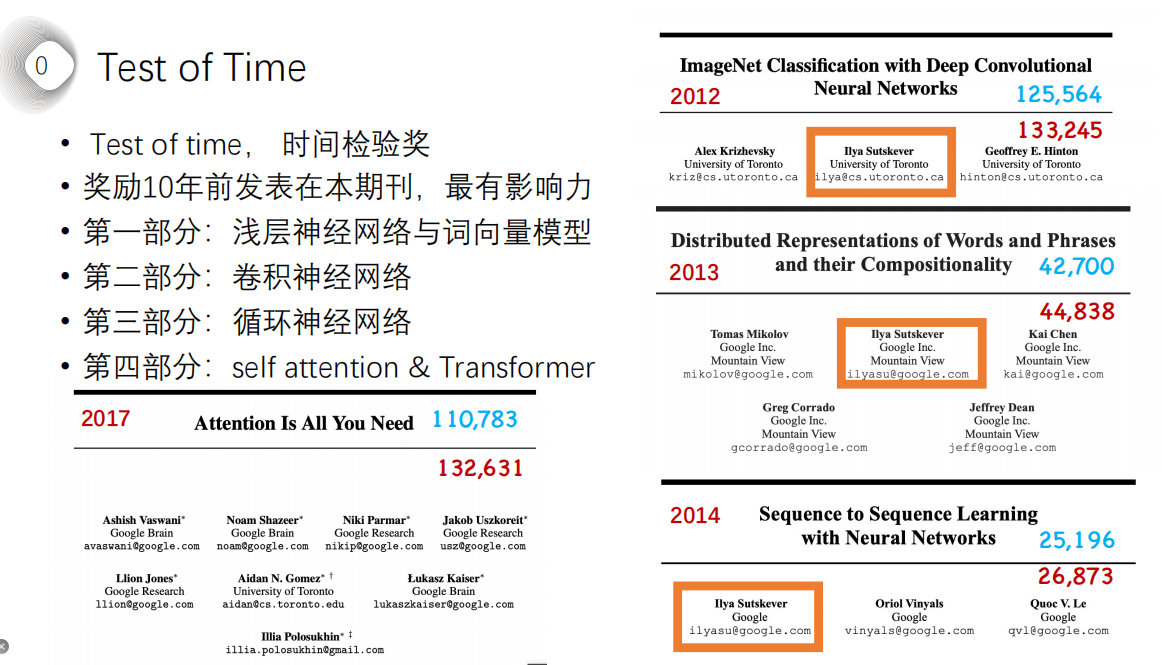 0
Test of Time
• Test of time， 时间检验奖
• 奖励10年前发表在本期刊，最有影响力
• 第一部分：浅层神经网络与词向量模型
• 第二部分：卷积神经网络
• 第三部分：循环神经网络
• 第四部分：self attention & Transformer
2017 Attention Is All You Need 110,783
132,631
Ashish Vaswani* Noam Shazeer* Niki Parmar* Jakob Uszkoreit*
Google Brain Google Brain Google Research Google Research
avaswani@google.com noam@google.com nikip@google.com usz@google.com
Llion Jones* Aidan N. Gomez* † Łukasz Kaiser*
Google Research University of Toronto Google Brain
llion@google.com aidan@cs.toronto.edu lukaszkaiser@google.com
Illia Polosukhin* ‡
illia.polosukhin@gmail.com
ImageNet Classification with Deep Convolutional
2012 Neural Networks 125,564
133,245
Alex Krizhevsky Ilya Sutskever Geoffrey E. Hinton
University of Toronto University of Toronto University of Toronto
kriz@cs.utoronto.ca ilya@cs.utoronto.ca hinton@cs.utoronto.ca
Distributed Representations of Words and Phrases
2013 and their Compositionality 42,700
44,838
Tomas Mikolov Ilya Sutskever Kai Chen
Google Inc. Google Inc. Google Inc.
Mountain View Mountain View Mountain View
mikolov@google.com ilyasu@google.com kai@google.com
Greg Corrado Jeffrey Dean
Google Inc. Google Inc.
Mountain View Mountain View
gcorrado@google.com jeff@google.com
2014 Sequence to Sequence Learning
with Neural Networks 25,196
26,873
Ilya Sutskever Oriol Vinyals Quoc V. Le
Google Google Google
ilyasu@google.com vinyals@google.com qvl@google.com